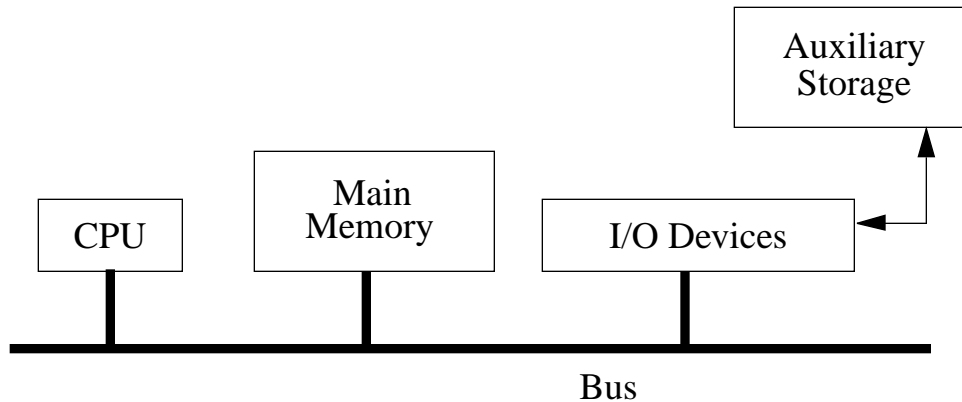 Auxiliary
Storage
Main
Memory
CPU
I/O Devices
Bus